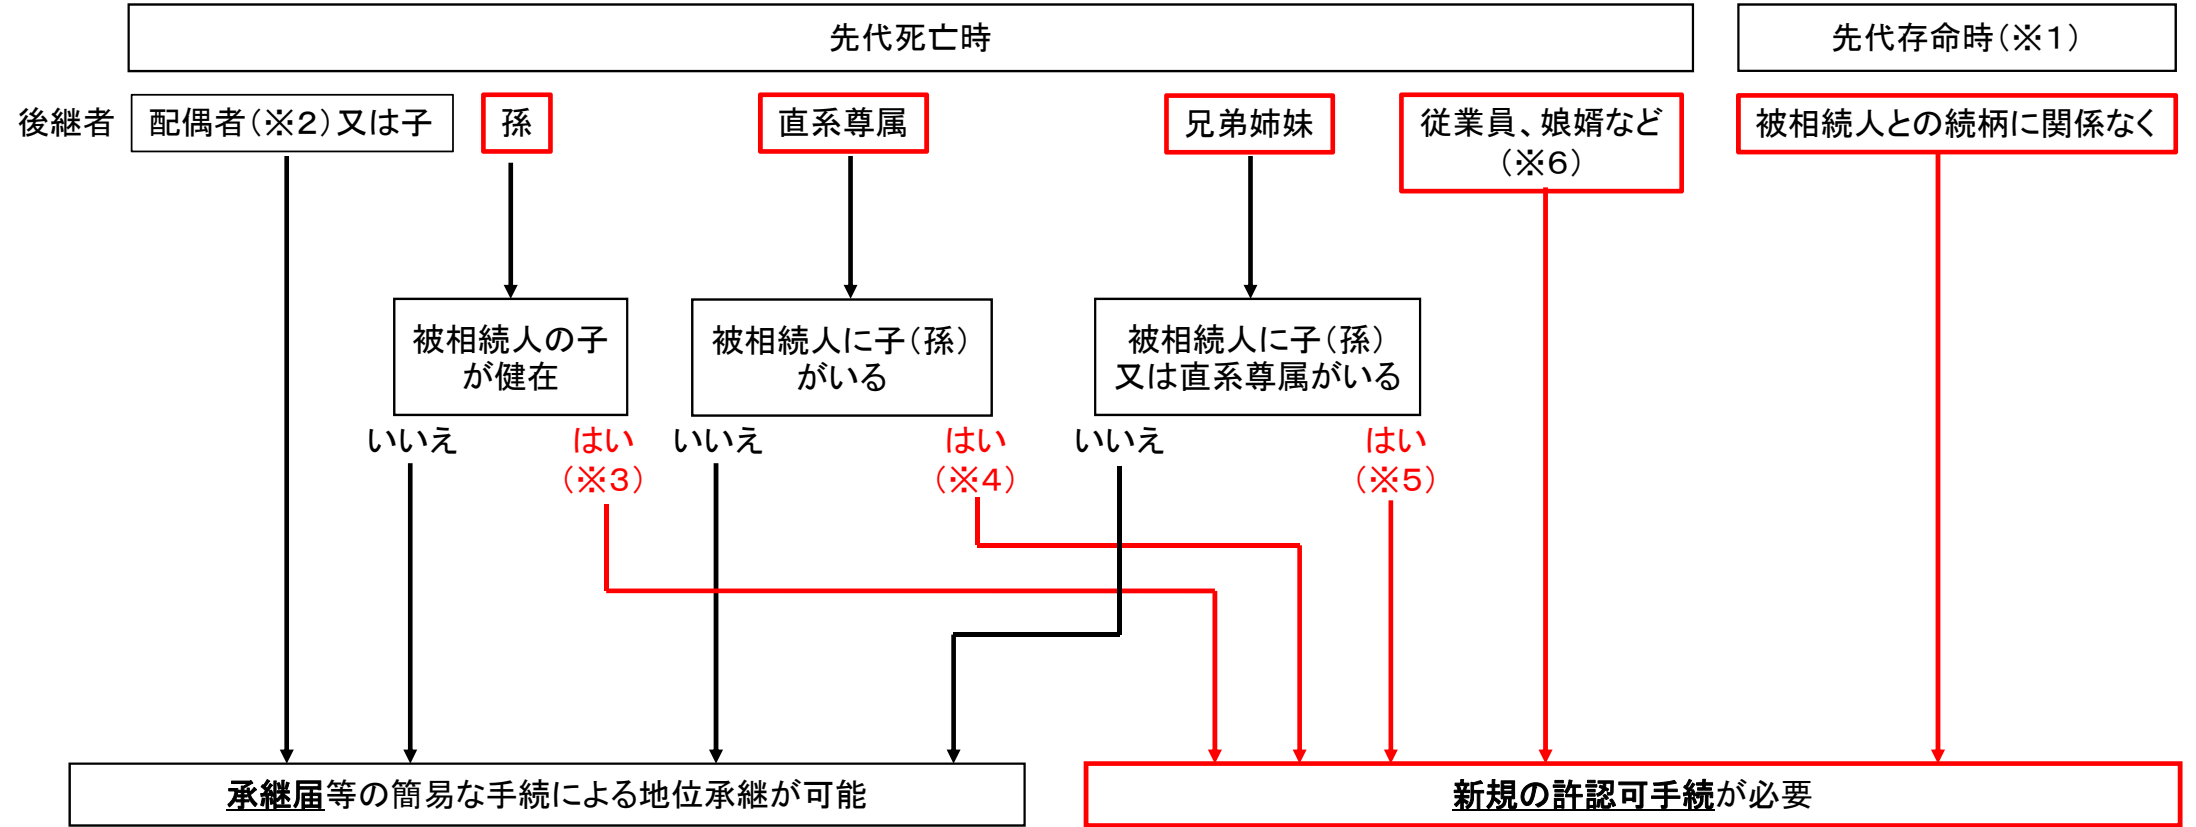 先代死亡時
先代存命時(※1)
後継者
配偶者(※2)又は子
孫
直系尊属
兄弟姉妹
従業員、娘婿など
(※6)
被相続人との続柄に関係なく
被相続人の子
が健在
被相続人に子(孫)
がいる
被相続人に子(孫)
又は直系尊属がいる
いいえ
はい
(※3)
いいえ
はい
(※4)
いいえ
はい
(※5)
承継届等の簡易な手続による地位承継が可能
新規の許認可手続が必要